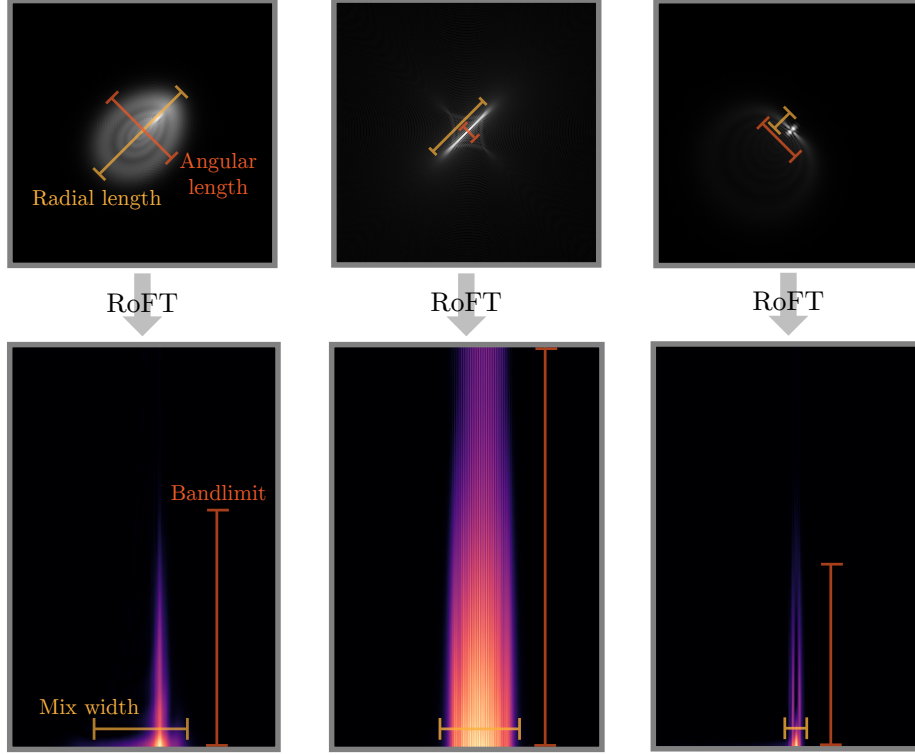 Angular
length
Radial length
RoFT
RoFT
RoFT
Bandlimit
Mix width